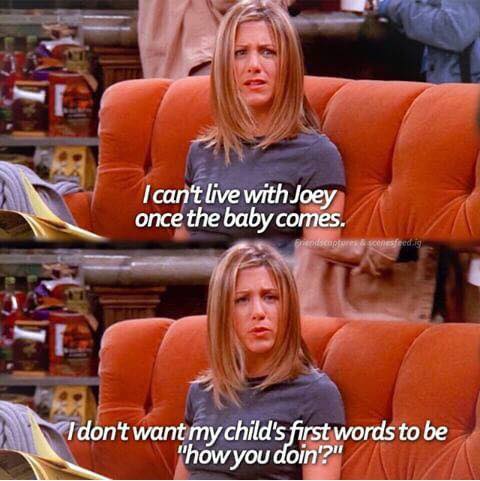 I can't live with Joey
once the baby comes.
Friendscaptures & scenesfeed.ig
I don't want my child's first words to be
"how you doin'?"